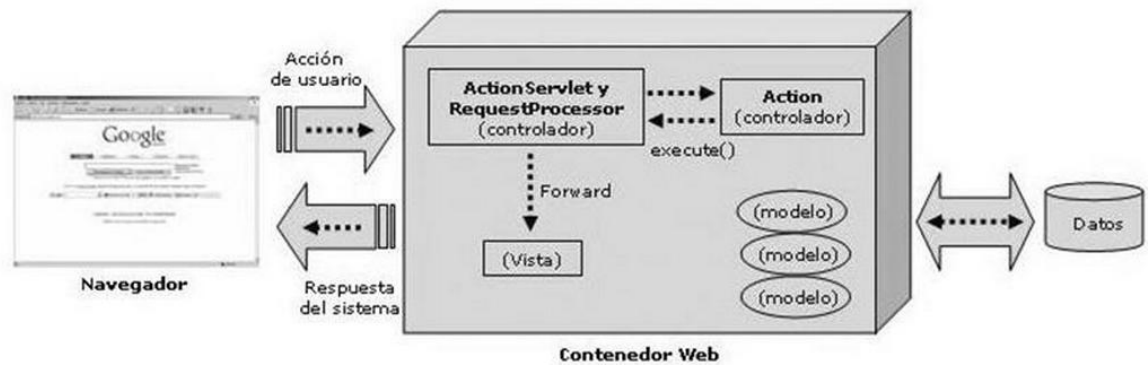 Acción
de usuario
Google
Navegador
Respuesta
del sistema
ActionServlet y
RequestProcessor
(controlador)
Action
(controlador)
execute()
Forward
(Vista)
(modelo)
(modelo)
(modelo)
Datos
Contenedor Web